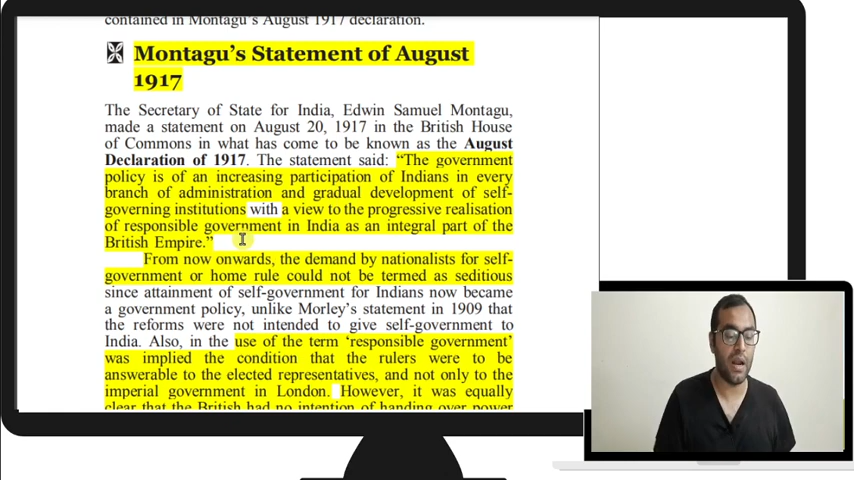 contained in Montagu's August 1917 declaration.
Montagu's Statement of August
1917
The Secretary of State for India, Edwin Samuel Montagu,
made a statement on August 20, 1917 in the British House
of Commons in what has come to be known as the August
Declaration of 1917. The statement said: “The government
policy is of an increasing participation of Indians in every
branch of administration and gradual development of self-
governing institutions with a view to the progressive realisation
of responsible government in India as an integral part of the
British Empire.”
From now onwards, the demand by nationalists for self-
government or home rule could not be termed as seditious
since attainment of self-government for Indians now became
a government policy, unlike Morley’s statement in 1909 that
the reforms were not intended to give self-government to
India. Also, in the use of the term ‘responsible government’
was implied the condition that the rulers were to be
answerable to the elected representatives, and not only to the
imperial government in London. However, it was equally
clear that the British had no intention of handing over power